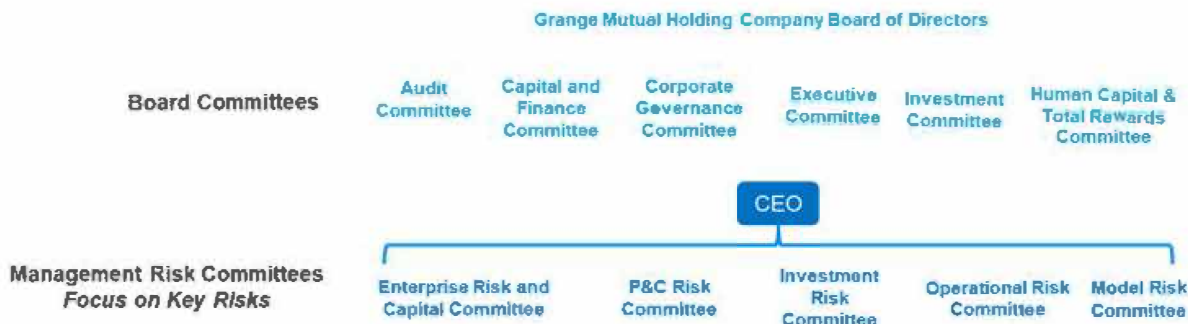 Grange Mutual Holding Company Board of Directors
Board Committees
Audit
Committee
Capital and
Finance
Committee
Corporate
Governance
Committee
Executive
Committee
Investment
Committee
Human Capital &
Total Rewards
Committee
CEO
Management Risk Committees
Focus on Key Risks
Enterprise Risk and
Capital Committee
P&C Risk
Committee
Investment
Risk
Committee
Operational Risk
Committee
Model Risk
Committee